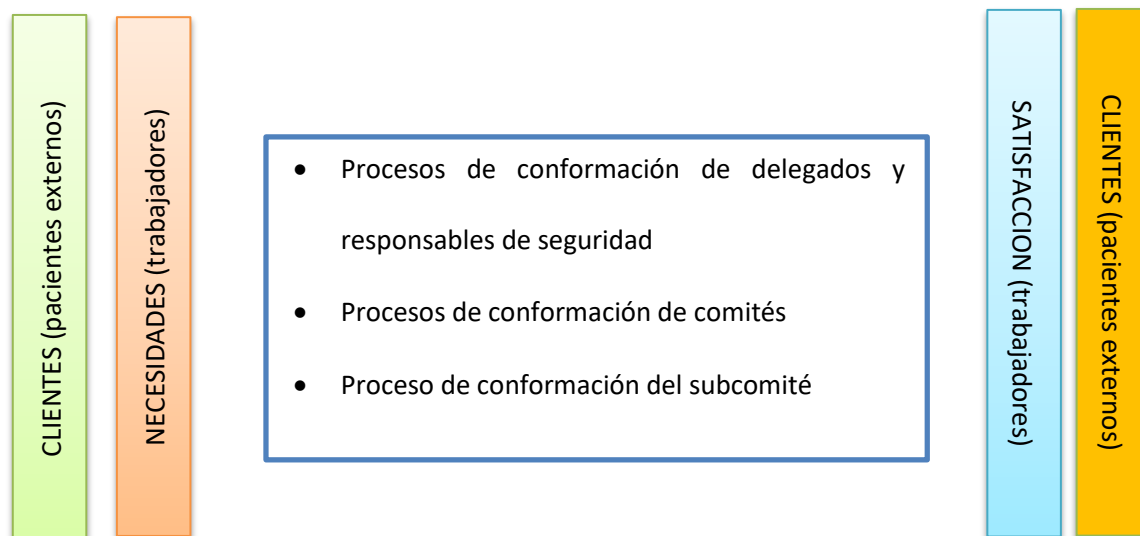 CLIENTES (pacientes externos)
NECESIDADES (trabajadores)
• Procesos de conformación de delegados y
responsables de seguridad
• Procesos de conformación de comités
• Proceso de conformación del subcomité
SATISFACCION (trabajadores)
CLIENTES (pacientes externos)